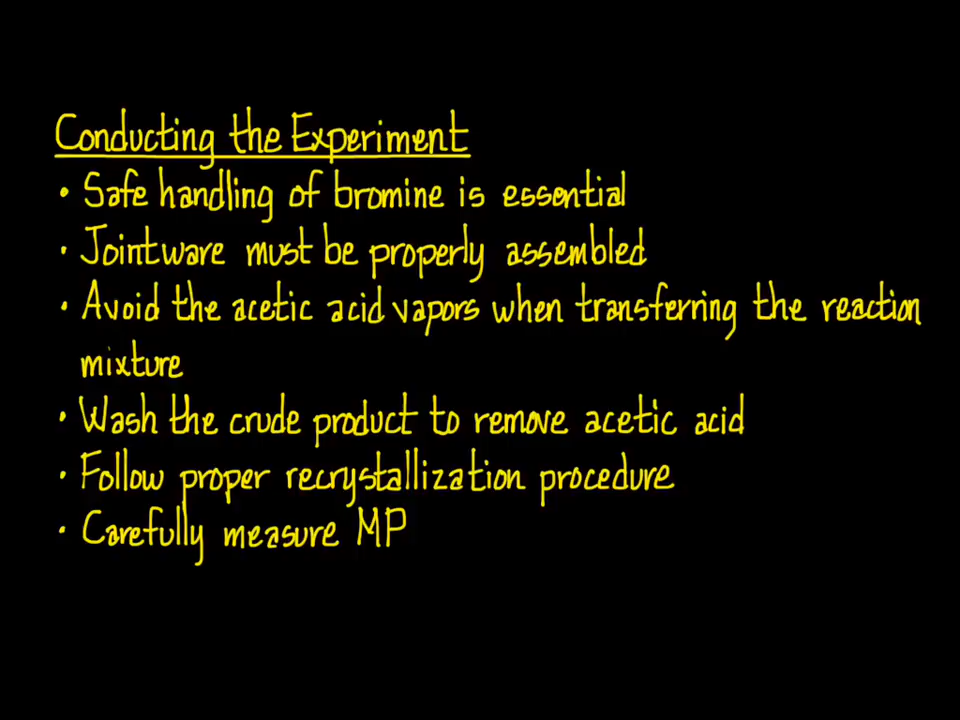 Conducting the Experiment
• Safe handling of bromine is essential
• Jointware must be properly assembled
• Avoid the acetic acid vapors when transferring the reaction
mixture
• Wash the crude product to remove acetic acid
• Follow proper recrystallization procedure
• Carefully measure MP